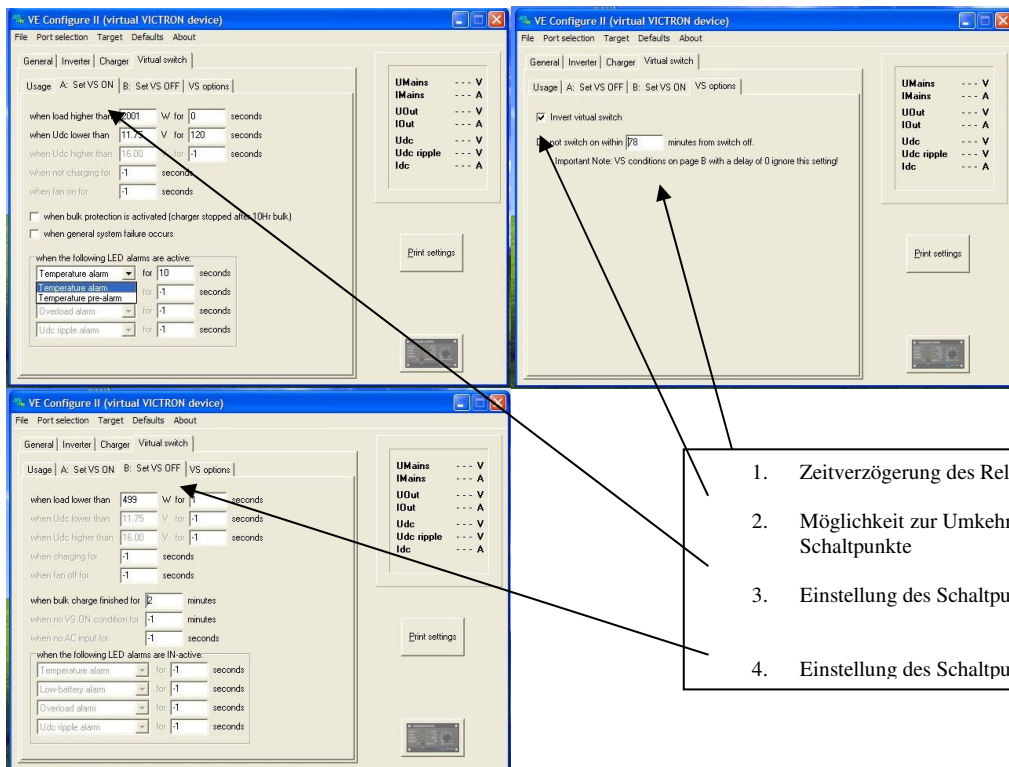 VE Configure II (virtual VICTRON device)
File Port selection Target Defaults About
General Inverter Charger Virtual switch
Usage A: Set VS ON B: Set VS OFF VS options
when load higher than 2001 W for 0 seconds
when Udc lower than 11.75 V for 120 seconds
when Udc higher than 16.00 V for -1 seconds
when not charging for -1 seconds
when fan on for -1 seconds
when bulk protection is activated (charger stopped after 10Hr bulk)
when general system failure occurs
when the following LED alarms are active:
Temperature alarm for 10 seconds
Temperature alarm for -1 seconds
Temperature pre-alarm
Overload alarm for -1 seconds
Udc ripple alarm for -1 seconds
UMains --- V
IMains --- A
UOut --- V
IOut --- A
Udc --- V
Udc ripple --- V
Idc --- A
Print settings
VE Configure II (virtual VICTRON device)
File Port selection Target Defaults About
General Inverter Charger Virtual switch
Usage A: Set VS OFF B: Set VS ON VS options
Invert virtual switch
not switch on within 78 minutes from switch off.
Important Note: VS conditions on page B with a delay of 0 ignore this setting!
UMains --- V
IMains --- A
UOut --- V
IOut --- A
Udc --- V
Udc ripple --- V
Idc --- A
Print settings
VE Configure II (virtual VICTRON device)
File Port selection Target Defaults About
General Inverter Charger Virtual switch
Usage A: Set VS ON B: Set VS OFF VS options
when load lower than 499 W for 1 seconds
when Udc lower than 11.75 V for -1 seconds
when Udc higher than 16.00 V for -1 seconds
when charging for -1 seconds
when fan off for -1 seconds
when bulk charge finished for 2 minutes
when no VS ON condition for -1 minutes
when no AC input for -1 seconds
when the following LED alarms are IN-active:
Temperature alarm for -1 seconds
Low-battery alarm for -1 seconds
Overload alarm for -1 seconds
Udc ripple alarm for -1 seconds
UMains --- V
IMains --- A
UOut --- V
IOut --- A
Udc --- V
Udc ripple --- V
Idc --- A
Print settings
1. Zeitverzögerung des Rel
2. Möglichkeit zur Umkehr
Schaltpunkte
3. Einstellung des Schaltpu
4. Einstellung des Schaltpu